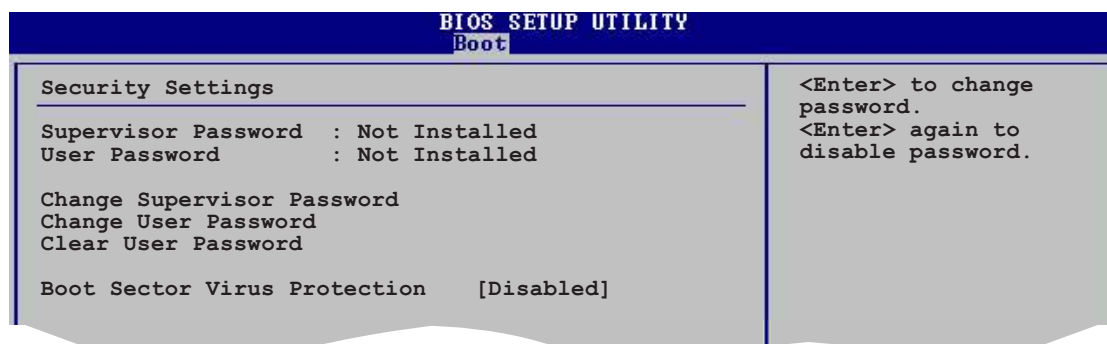 BIOS SETUP UTILITY
Boot
Security Settings
Supervisor Password : Not Installed
User Password : Not Installed
Change Supervisor Password
Change User Password
Clear User Password
Boot Sector Virus Protection [Disabled]
<Enter> to change
password.
<Enter> again to
disable password.